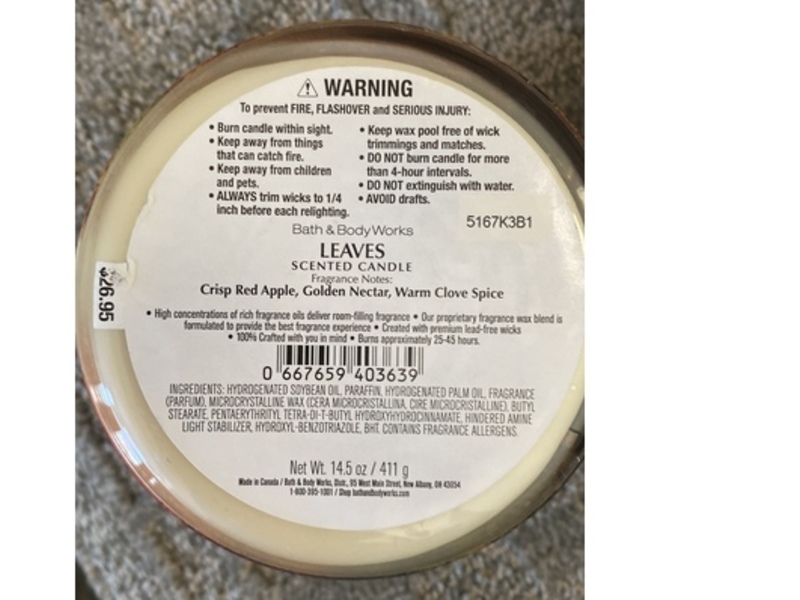 ⚠ WARNING
To prevent FIRE, FLASHOVER and SERIOUS INJURY:
• Burn candle within sight.
• Keep away from things
that can catch fire.
• Keep away from children
and pets.
• ALWAYS trim wicks to 1/4
inch before each relighting.
• Keep wax pool free of wick
trimmings and matches.
• DO NOT burn candle for more
than 4-hour intervals.
• DO NOT extinguish with water.
• AVOID drafts.
5167K3B1
Bath & Body Works
LEAVES
SCENTED CANDLE
Fragrance Notes:
Crisp Red Apple, Golden Nectar, Warm Clove Spice
$26.95
• High concentrations of rich fragrance oils deliver room-filling fragrance • Our proprietary fragrance wax blend is
formulated to provide the best fragrance experience • Created with premium lead-free wicks
• 100% Crafted with you in mind • Burns approximately 25-45 hours.
0 667659 403639
INGREDIENTS: HYDROGENATED SOYBEAN OIL, PARAFFIN, HYDROGENATED PALM OIL, FRAGRANCE
(PARFUM), MICROCRYSTALLINE WAX (CERA MICROCRISTALLINA, CIRE MICROCRISTALLINE), BUTYL
STEARATE, PENTAERYTHRITYL TETRA-DI-T-BUTYL HYDROXYHYDROCINNAMATE, HINDERED AMINE
LIGHT STABILIZER, HYDROXYL-BENZOTRIAZOLE, BHT. CONTAINS FRAGRANCE ALLERGENS.
Net Wt. 14.5 oz / 411 g
Made in Canada / Bath & Body Works, Distr., 95 West Main Street, New Albany, OH 43054
1-800-395-1001 / Shop bathandbodyworks.com